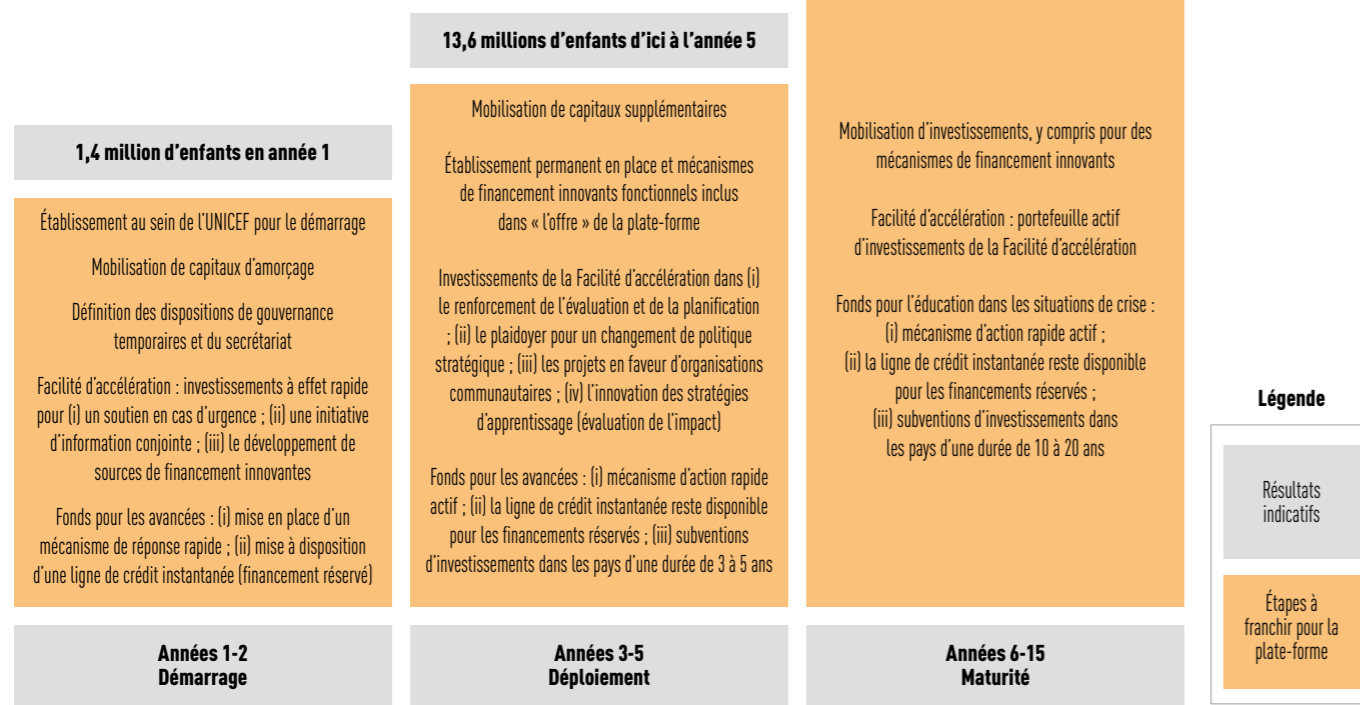 1,4 million d’enfants en année 1
Établissement au sein de l’UNICEF pour le démarrage
Mobilisation de capitaux d’amorçage
Définition des dispositions de gouvernance
temporaires et du secrétariat
Facilité d’accélération : investissements à effet rapide
pour (i) un soutien en cas d’urgence ; (ii) une initiative
d’information conjointe ; (iii) le développement de
sources de financement innovantes
Fonds pour les avancées : (i) mise en place d’un
mécanisme de réponse rapide ; (ii) mise à disposition
d’une ligne de crédit instantanée (financement réservé)
Années 1-2
Démarrage
13,6 millions d’enfants d’ici à l’année 5
Mobilisation de capitaux supplémentaires
Établissement permanent en place et mécanismes
de financement innovants fonctionnels inclus
dans « l’offre » de la plate-forme
Investissements de la Facilité d’accélération dans (i)
le renforcement de l’évaluation et de la planification
; (ii) le plaidoyer pour un changement de politique
stratégique ; (iii) les projets en faveur d’organisations
communautaires ; (iv) l’innovation des stratégies
d’apprentissage (évaluation de l’impact)
Fonds pour les avancées : (i) mécanisme d’action rapide
actif ; (ii) la ligne de crédit instantanée reste disponible
pour les financements réservés ; (iii) subventions
d’investissements dans les pays d’une durée de 3 à 5 ans
Années 3-5
Déploiement
Mobilisation d’investissements, y compris pour des
mécanismes de financement innovants
Facilité d’accélération : portefeuille actif
d’investissements de la Facilité d’accélération
Fonds pour l’éducation dans les situations de crise :
(i) mécanisme d’action rapide actif ;
(ii) la ligne de crédit instantanée reste disponible
pour les financements réservés ;
(iii) subventions d’investissements dans
les pays d’une durée de 10 à 20 ans
Années 6-15
Maturité
Légende
Résultats
indicatifs
Étapes à
franchir pour la
plate-forme